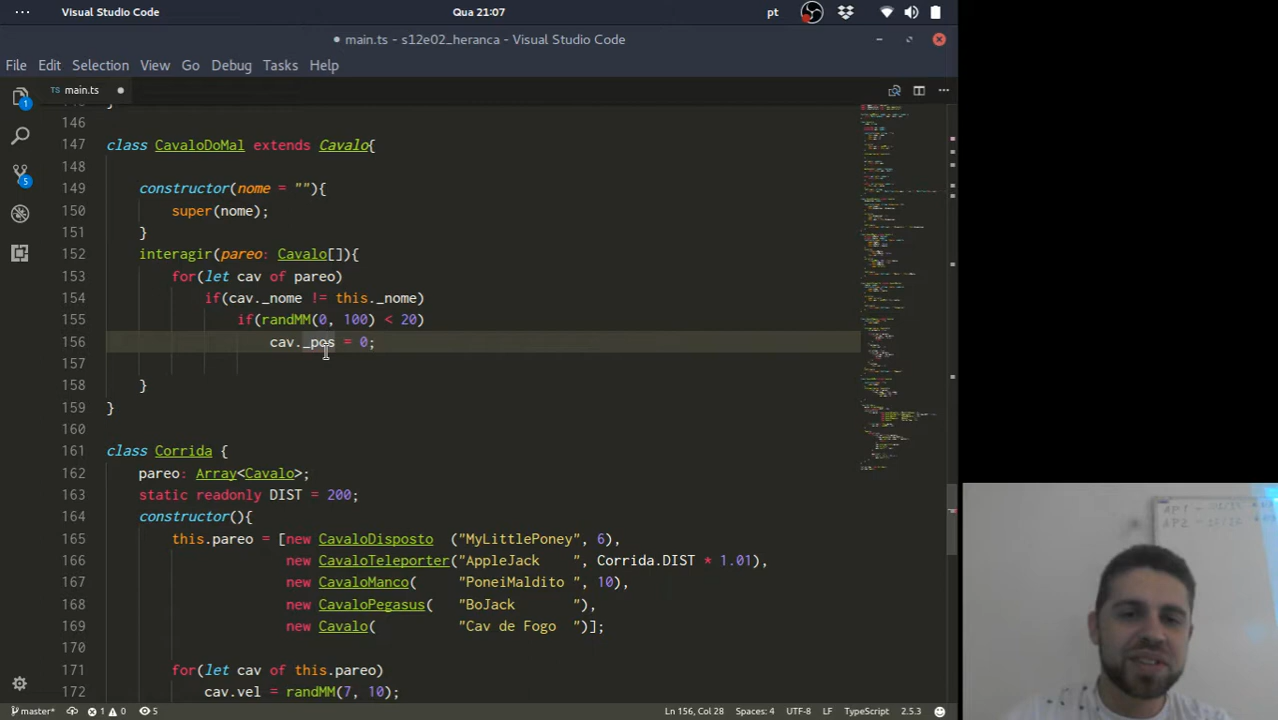 Visual Studio Code
Qua 21:07
pt
main.ts - s12e02_heranca - Visual Studio Code
File Edit Selection View Go Debug Tasks Help
main.ts
146
147 class CavaloDoMal extends Cavalo{
148
149 constructor(nome = ""){
150 super(nome);
151 }
152 interagir(pareo: Cavalo[]){
153 for(let cav of pareo)
154 if(cav._nome != this._nome)
155 if(randMM(0, 100) < 20)
156 cav._pos = 0;
157
158 }
159 }
160
161 class Corrida {
162 pareo: Array<Cavalo>;
163 static readonly DIST = 200;
164 constructor(){
165 this.pareo = [new CavaloDisposto ("MyLittlePoney", 6),
166 new CavaloTeleporter("AppleJack ", Corrida.DIST * 1.01),
167 new CavaloManco( "PoneiMaldito ", 10),
168 new CavaloPegasus( "BoJack "),
169 new Cavalo( "Cav de Fogo ")];
170
171 for(let cav of this.pareo)
172 cav.vel = randMM(7, 10);
master* 1 0 5 Ln 156, Col 28 Spaces: 4 UTF-8 LF TypeScript 2.5.3